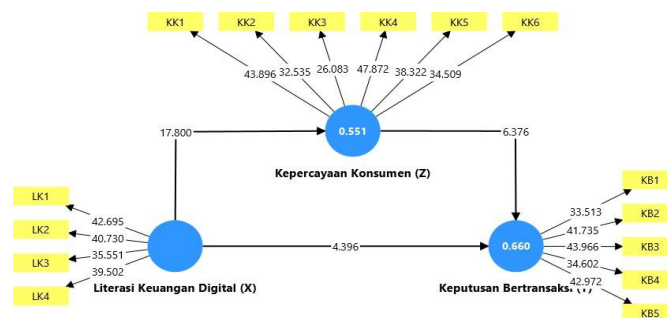 KK1 KK2 KK3 KK4 KK5 KK6
43.896 32.535 26.083 47.872 38.322 34.509
0.551
17.800 6.376
Kepercayaan Konsumen (Z)
LK1
LK2
LK3
LK4
42.695
40.730
35.551
39.502
Literasi Keuangan Digital (X)
4.396
0.660
Keputusan Bertransaksi (Y)
33.513
41.735
43.966
34.602
42.972
KB1
KB2
KB3
KB4
KB5